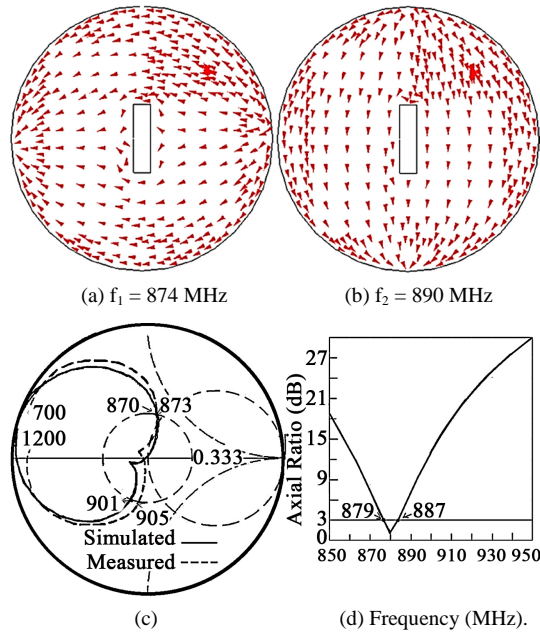 (a) f₁ = 874 MHz
(b) f₂ = 890 MHz
700
1200
870
873
0.333
901
905
Simulated
Measured
(c)
Axial Ratio (dB)
27
21
15
9
3
0
879
887
850 870 890 910 930 950
(d) Frequency (MHz).